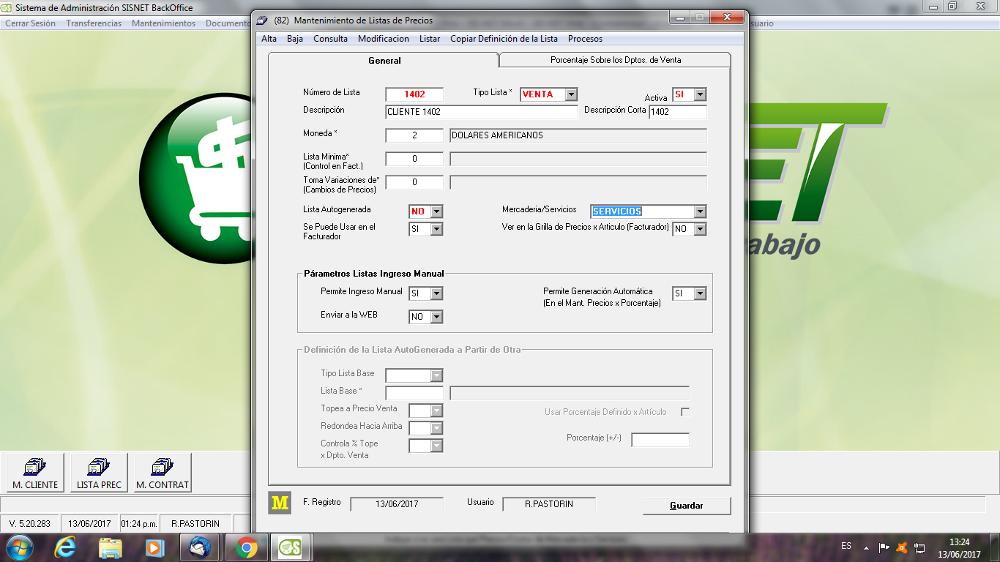 Sistema de Administración SISNET BackOffice
Cerrar Sesión Transferencias Mantenimientos Documento
(82) Mantenimiento de Listas de Precios
Alta Baja Consulta Modificacion Listar Copiar Definición de la Lista Procesos
General Porcentaje Sobre los Dptos. de Venta
Número de Lista 1402 Tipo Lista * VENTA Activa SI
Descripción CLIENTE 1402 Descripción Corta 1402
Moneda * 2 DOLARES AMERICANOS
Lista Minima* 0
(Control en Fact.)
Toma Variaciones de* 0
(Cambios de Precios)
Lista Autogenerada NO Mercaderia/Servicios SERVICIOS
Se Puede Usar en el SI Ver en la Grilla de Precios x Articulo (Facturador) NO
Facturador
Párametros Listas Ingreso Manual
Permite Ingreso Manual SI Permite Generación Automática SI
(En el Mant. Precios x Porcentaje)
Enviar a la WEB NO
Definición de la Lista AutoGenerada a Partir de Otra
Tipo Lista Base
Lista Base *
Topea a Precio Venta Usar Porcentaje Definido x Artículo
Redondea Hacia Arriba
Porcentaje (+/-)
Controla % Tope
x Dpto. Venta
M F. Registro 13/06/2017 Usuario R.PASTORIN Guardar
ET
abajo
M. CLIENTE LISTA PREC M. CONTRAT
V. 5.20.283 13/06/2017 01:24 p.m. R.PASTORIN
ES 13:24
13/06/2017